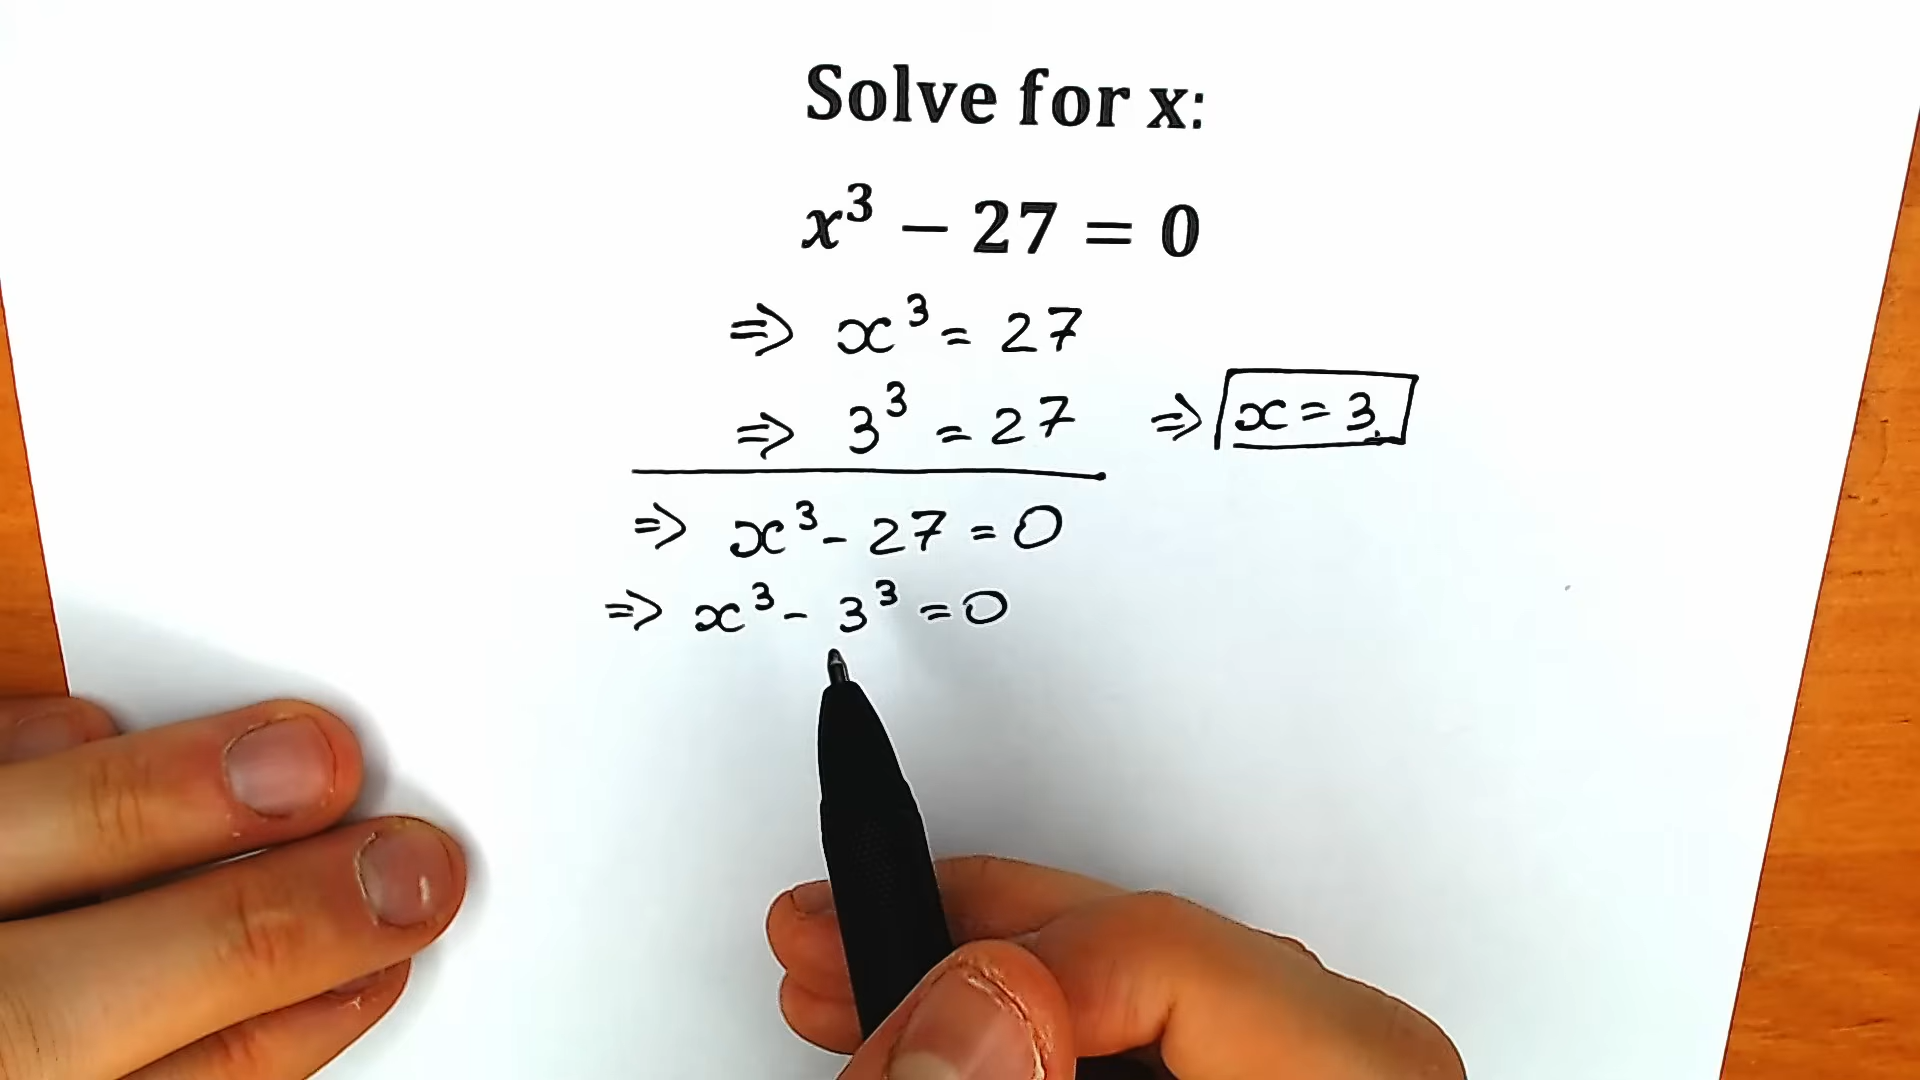 Solve for x:
x³ − 27 = 0
⇒ x³ = 27
⇒ 3³ = 27 ⇒ x = 3.
⇒ x³ - 27 = 0
⇒ x³ - 3³ = 0